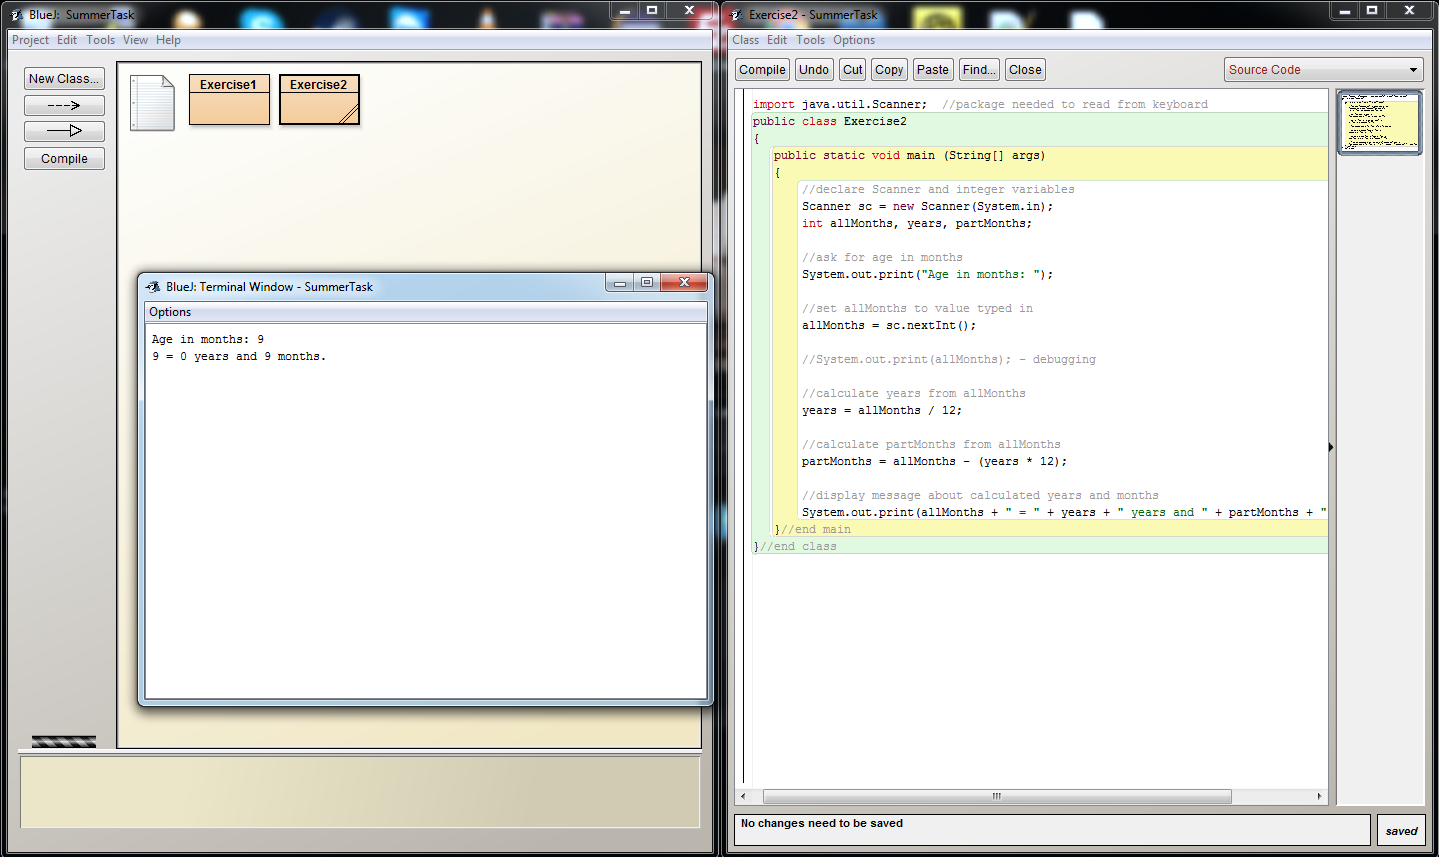 BlueJ: SummerTask
Project Edit Tools View Help
New Class...
Compile
Exercise1
Exercise2
BlueJ: Terminal Window - SummerTask
Options
Age in months: 9
9 = 0 years and 9 months.
Exercise2 - SummerTask
Class Edit Tools Options
Compile Undo Cut Copy Paste Find... Close
Source Code
import java.util.Scanner;  //package needed to read from keyboard
public class Exercise2
{
public static void main (String[] args)
{
//declare Scanner and integer variables
Scanner sc = new Scanner(System.in);
int allMonths, years, partMonths;
//ask for age in months
System.out.print("Age in months: ");
//set allMonths to value typed in
allMonths = sc.nextInt();
//System.out.print(allMonths); - debugging
//calculate years from allMonths
years = allMonths / 12;
//calculate partMonths from allMonths
partMonths = allMonths - (years * 12);
//display message about calculated years and months
System.out.print(allMonths + " = " + years + " years and " + partMonths + "
}//end main
}//end class
No changes need to be saved
saved